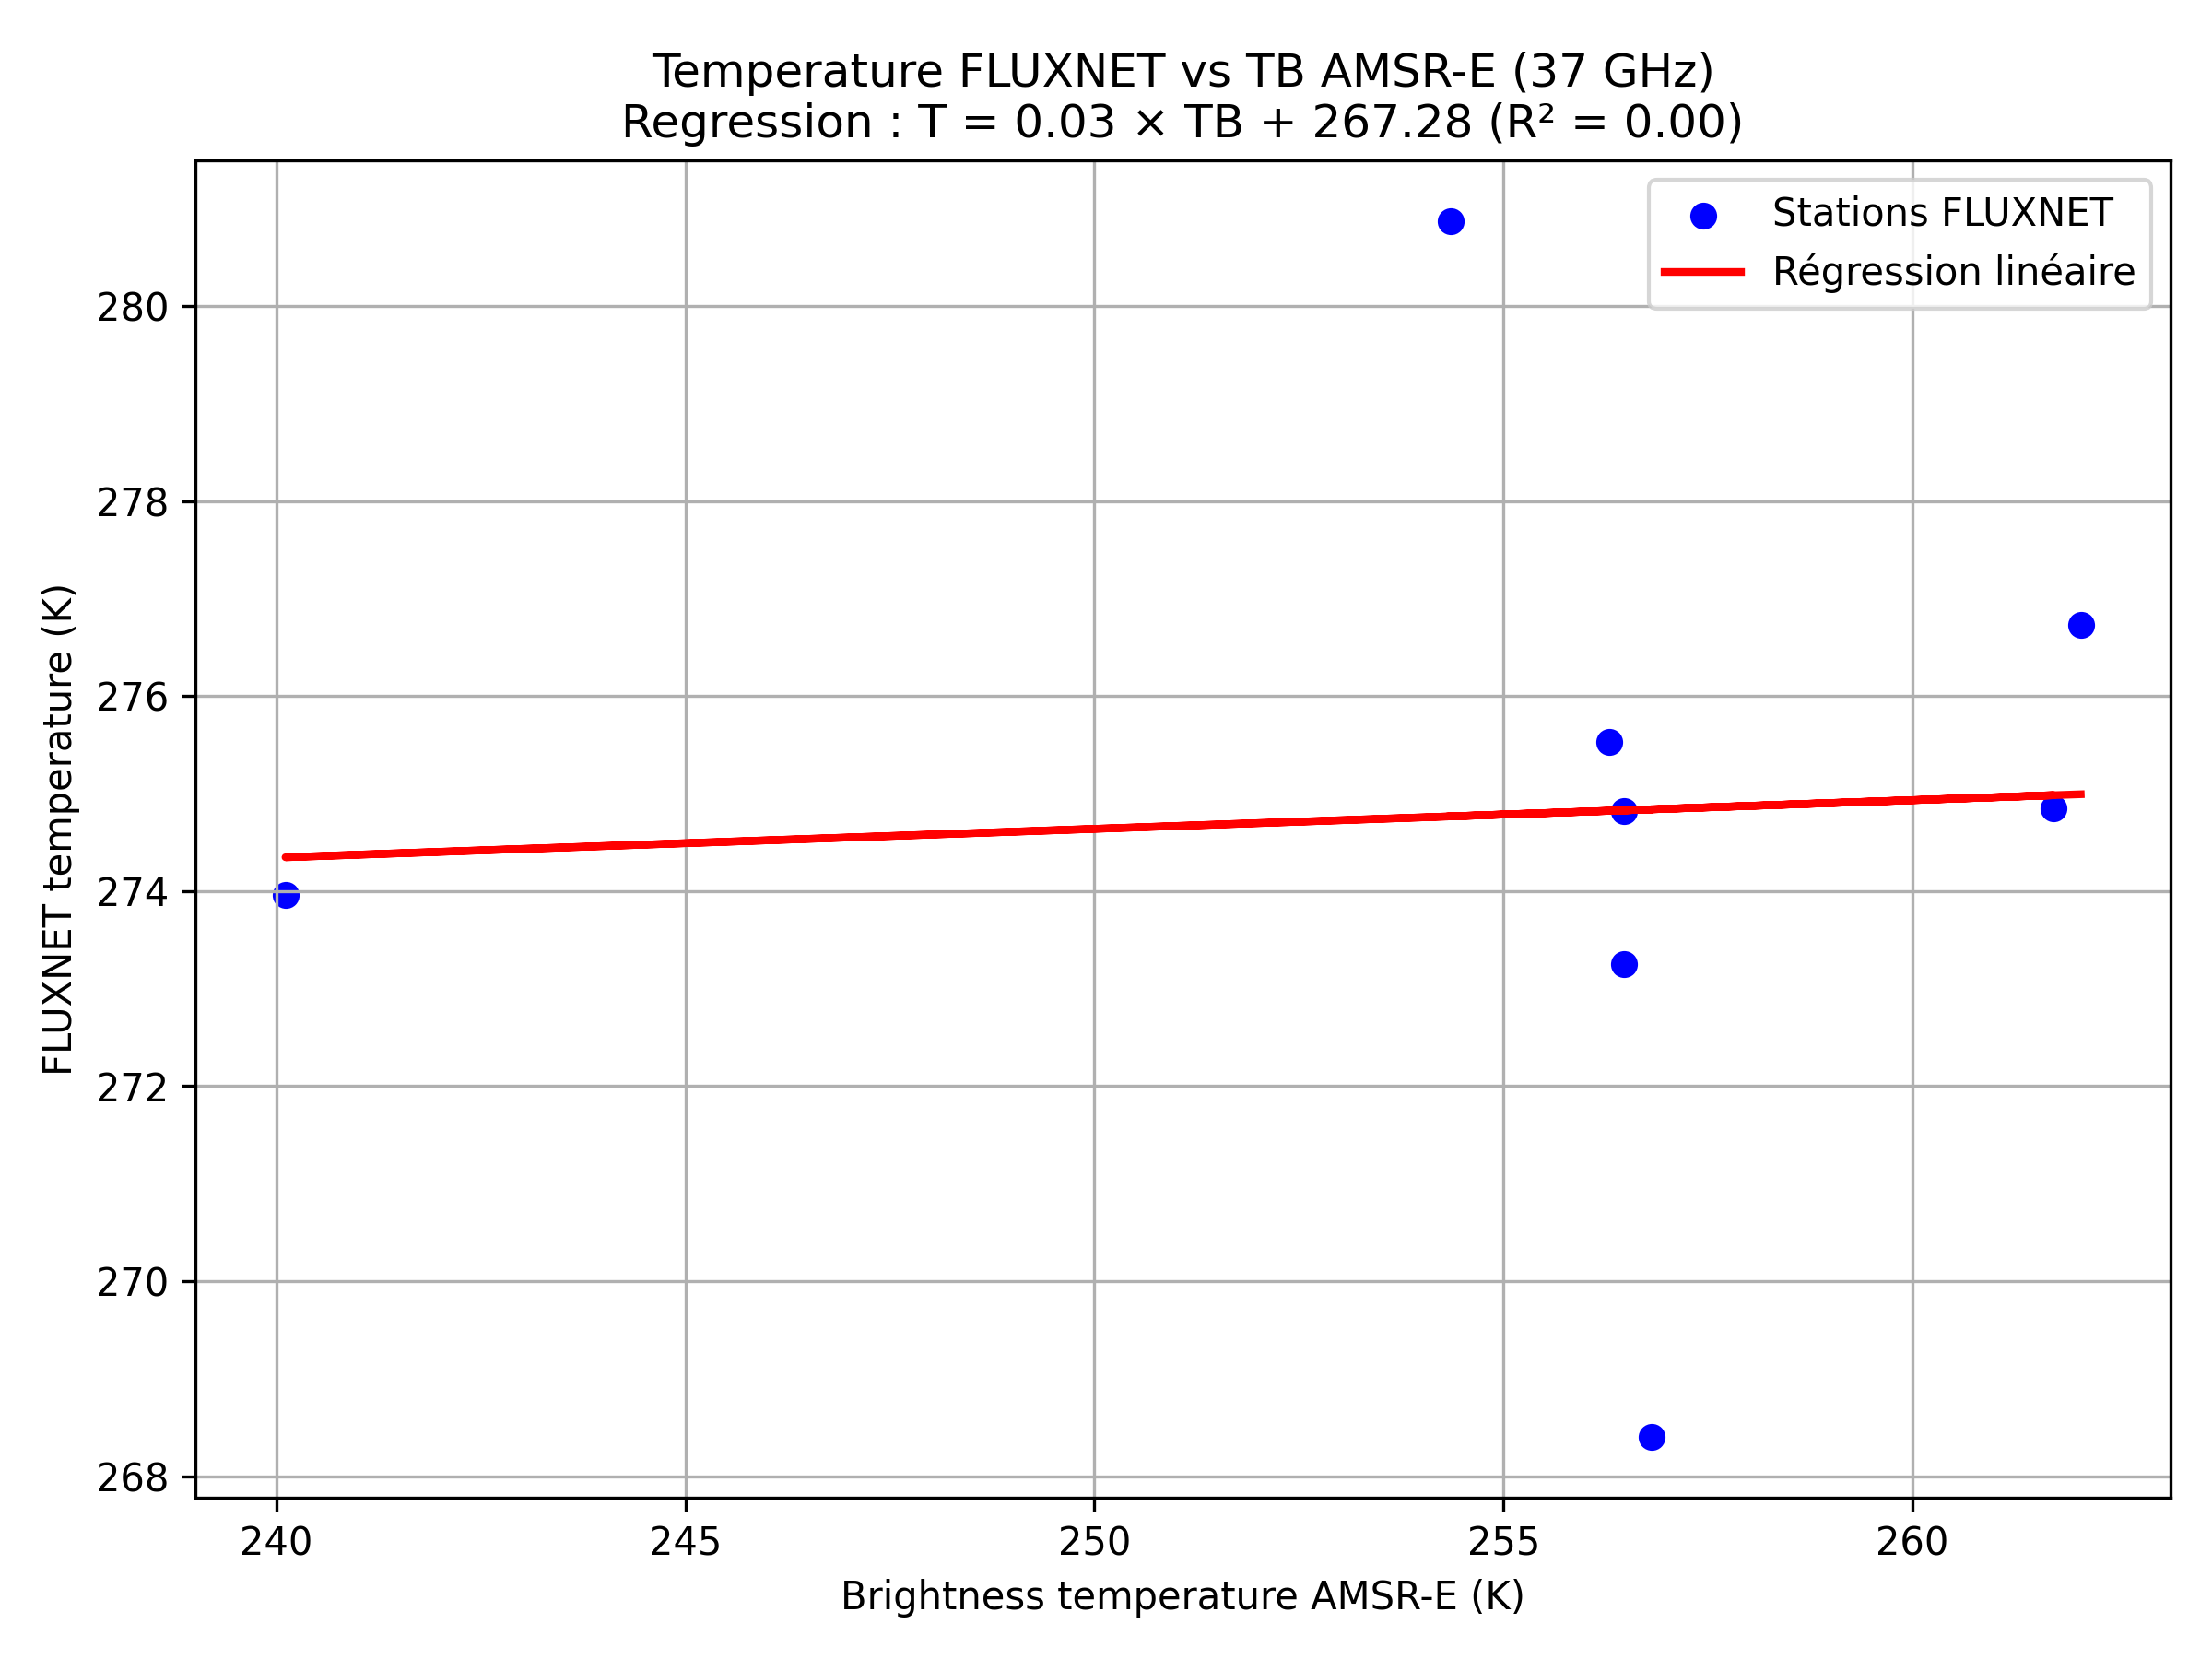 Temperature FLUXNET vs TB AMSR-E (37 GHz)
Regression : T = 0.03 × TB + 267.28 (R² = 0.00)
Stations FLUXNET
Régression linéaire
FLUXNET temperature (K)
280
278
276
274
272
270
268
240
245
250
255
260
Brightness temperature AMSR-E (K)